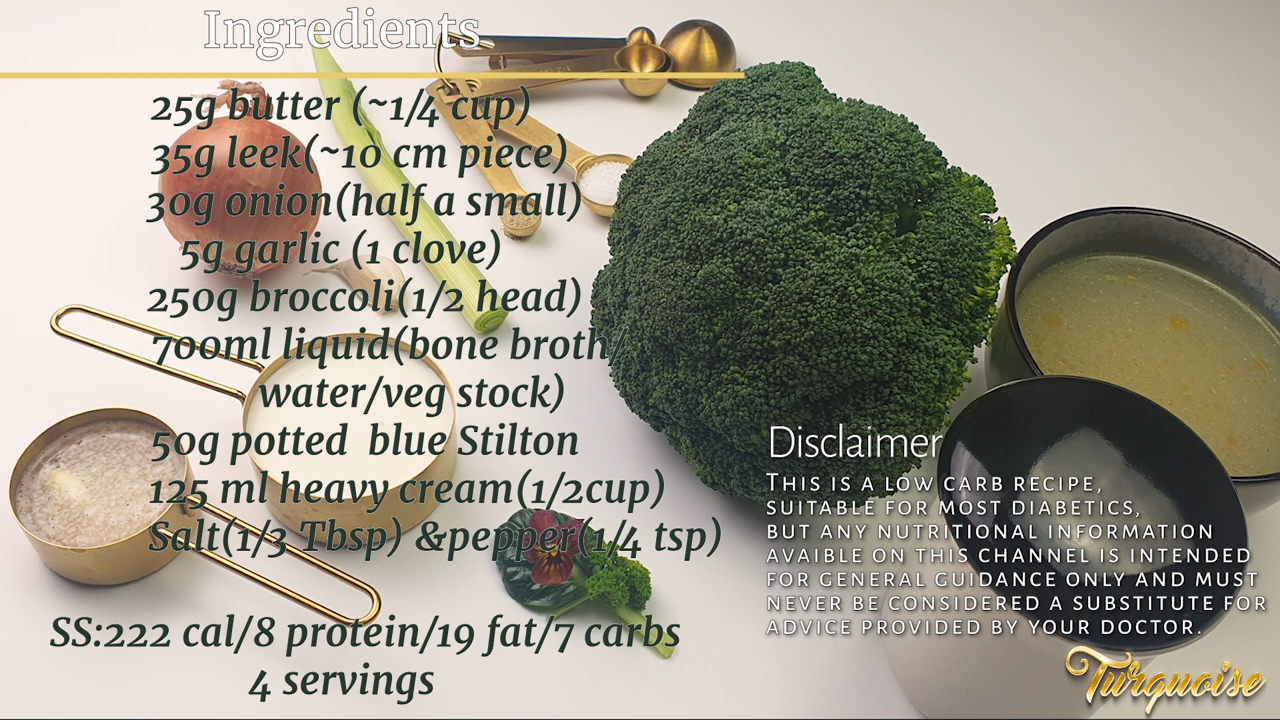 Ingredients
25g butter (~1/4 cup)
35g leek(~10 cm piece)
30g onion(half a small)
5g garlic (1 clove)
250g broccoli(1/2 head)
700ml liquid(bone broth/
water/veg stock)
50g potted  blue Stilton
125 ml heavy cream(1/2cup)
Salt(1/3 Tbsp) &pepper(1/4 tsp)
SS:222 cal/8 protein/19 fat/7 carbs
4 servings
Disclaimer
THIS IS A LOW CARB RECIPE,
SUITABLE FOR MOST DIABETICS,
BUT ANY NUTRITIONAL INFORMATION
AVAIBLE ON THIS CHANNEL IS INTENDED
FOR GENERAL GUIDANCE ONLY AND MUST
NEVER BE CONSIDERED A SUBSTITUTE FOR
ADVICE PROVIDED BY YOUR DOCTOR.
Turquoise